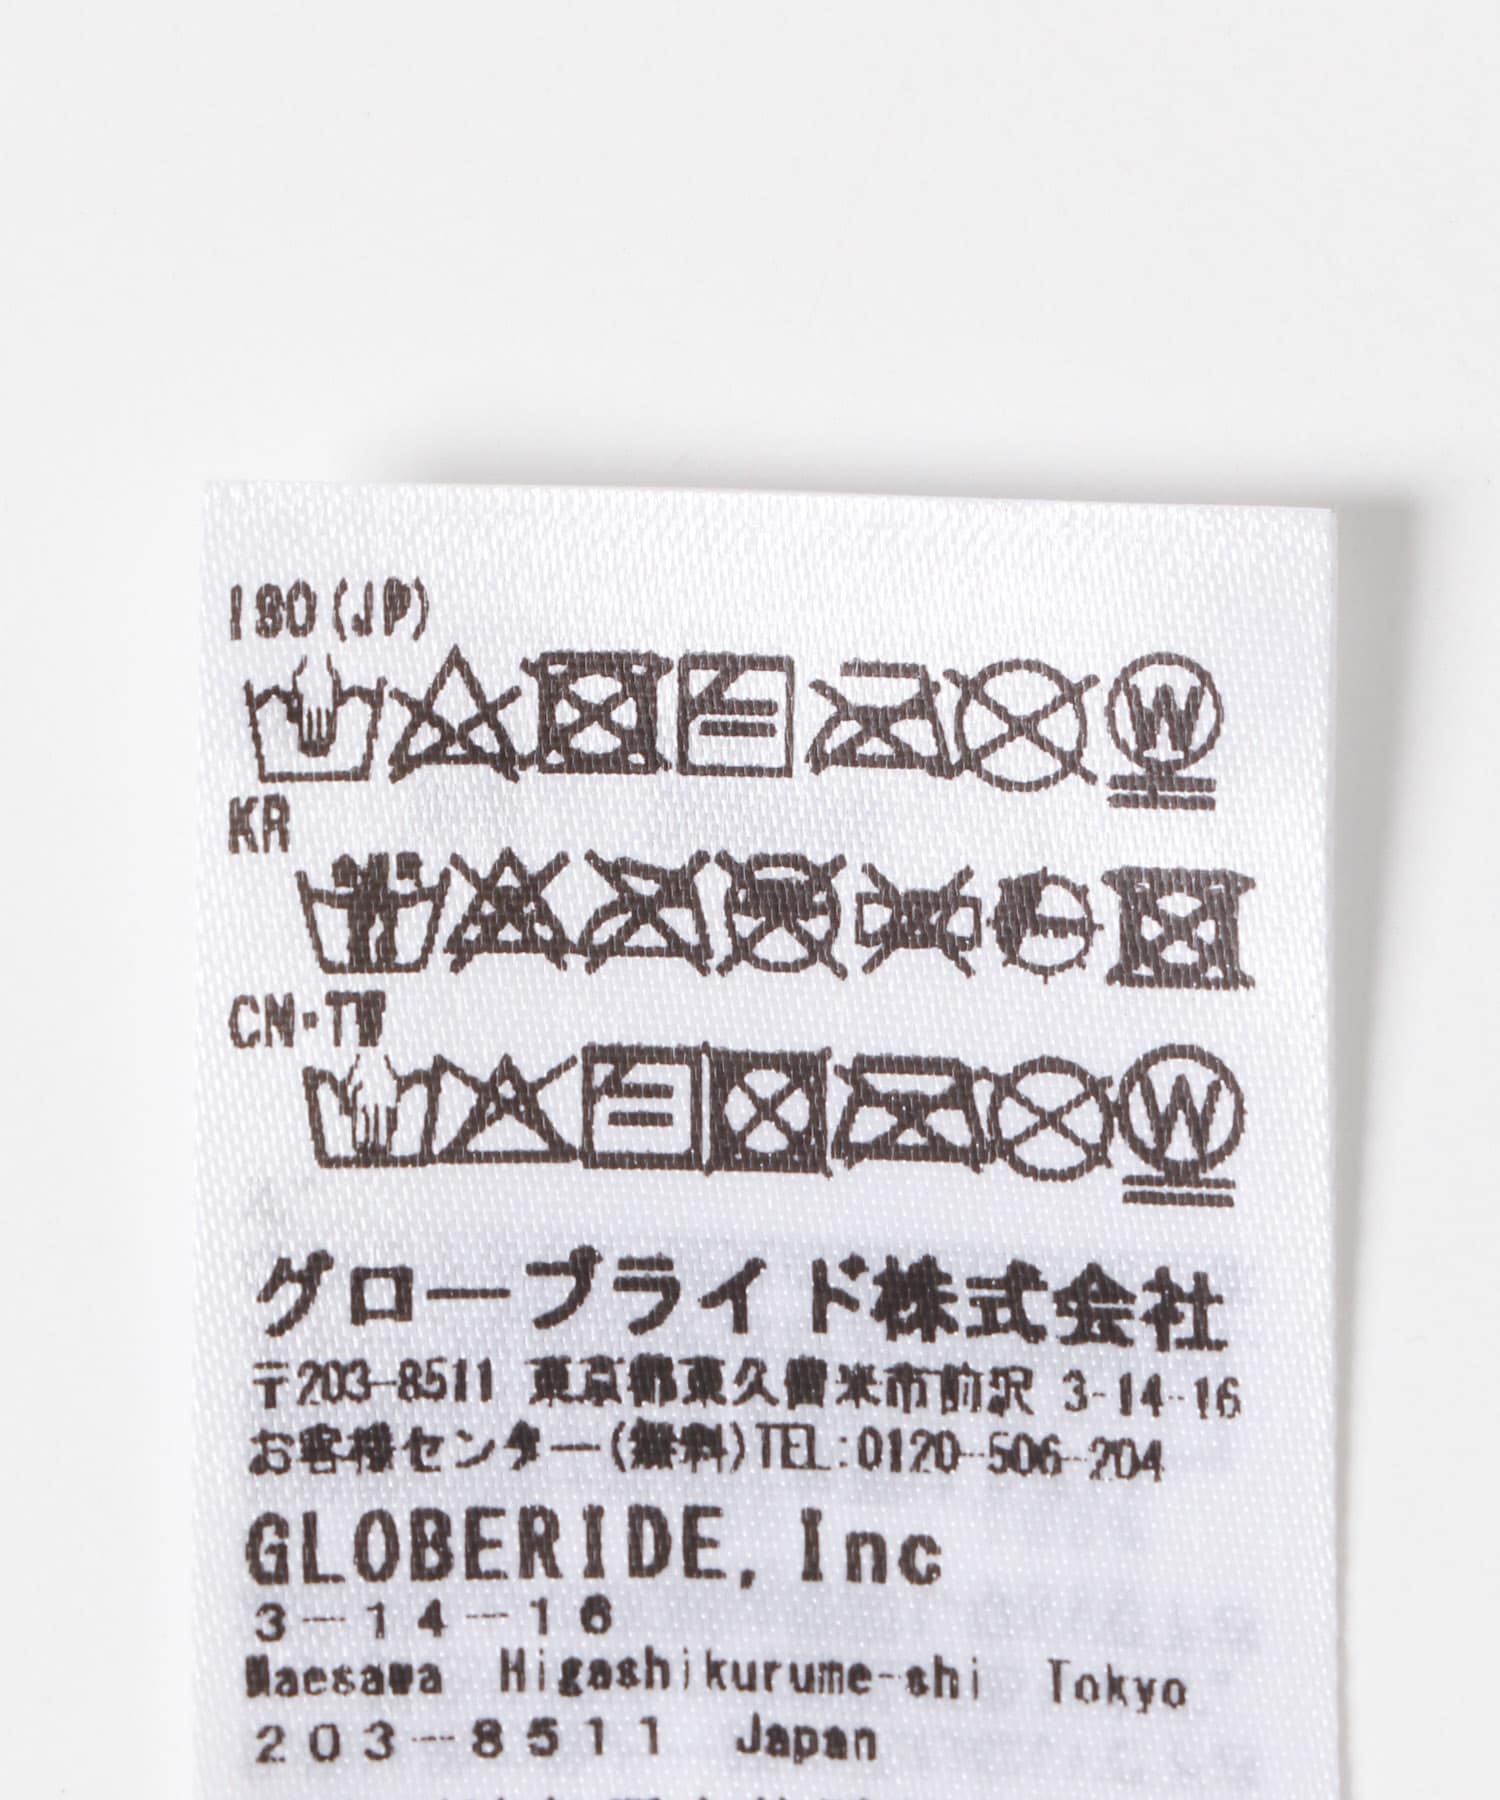 ISO(JP)
KR
CN・TW
グローブライド株式会社
〒203-8511 東京都東久留米市前沢 3-14-16
お客様センター(無料)TEL:0120-506-204
GLOBERIDE, Inc
3-14-16
Maesawa Higashikurume-shi Tokyo
203-8511 Japan